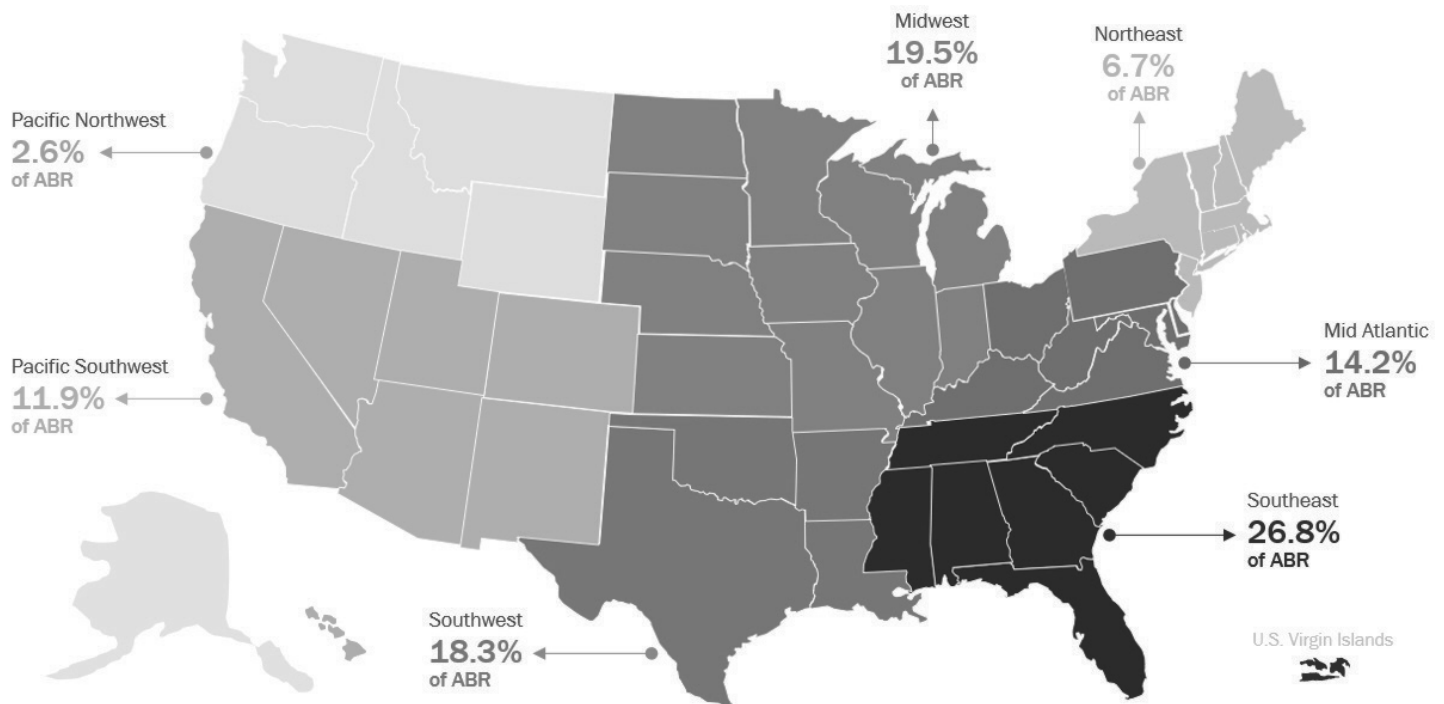 Midwest
19.5%
of ABR
Northeast
6.7%
of ABR
Pacific Northwest
2.6%
of ABR
Mid Atlantic
14.2%
of ABR
Pacific Southwest
11.9%
of ABR
Southeast
26.8%
of ABR
Southwest
18.3%
of ABR
U.S. Virgin Islands